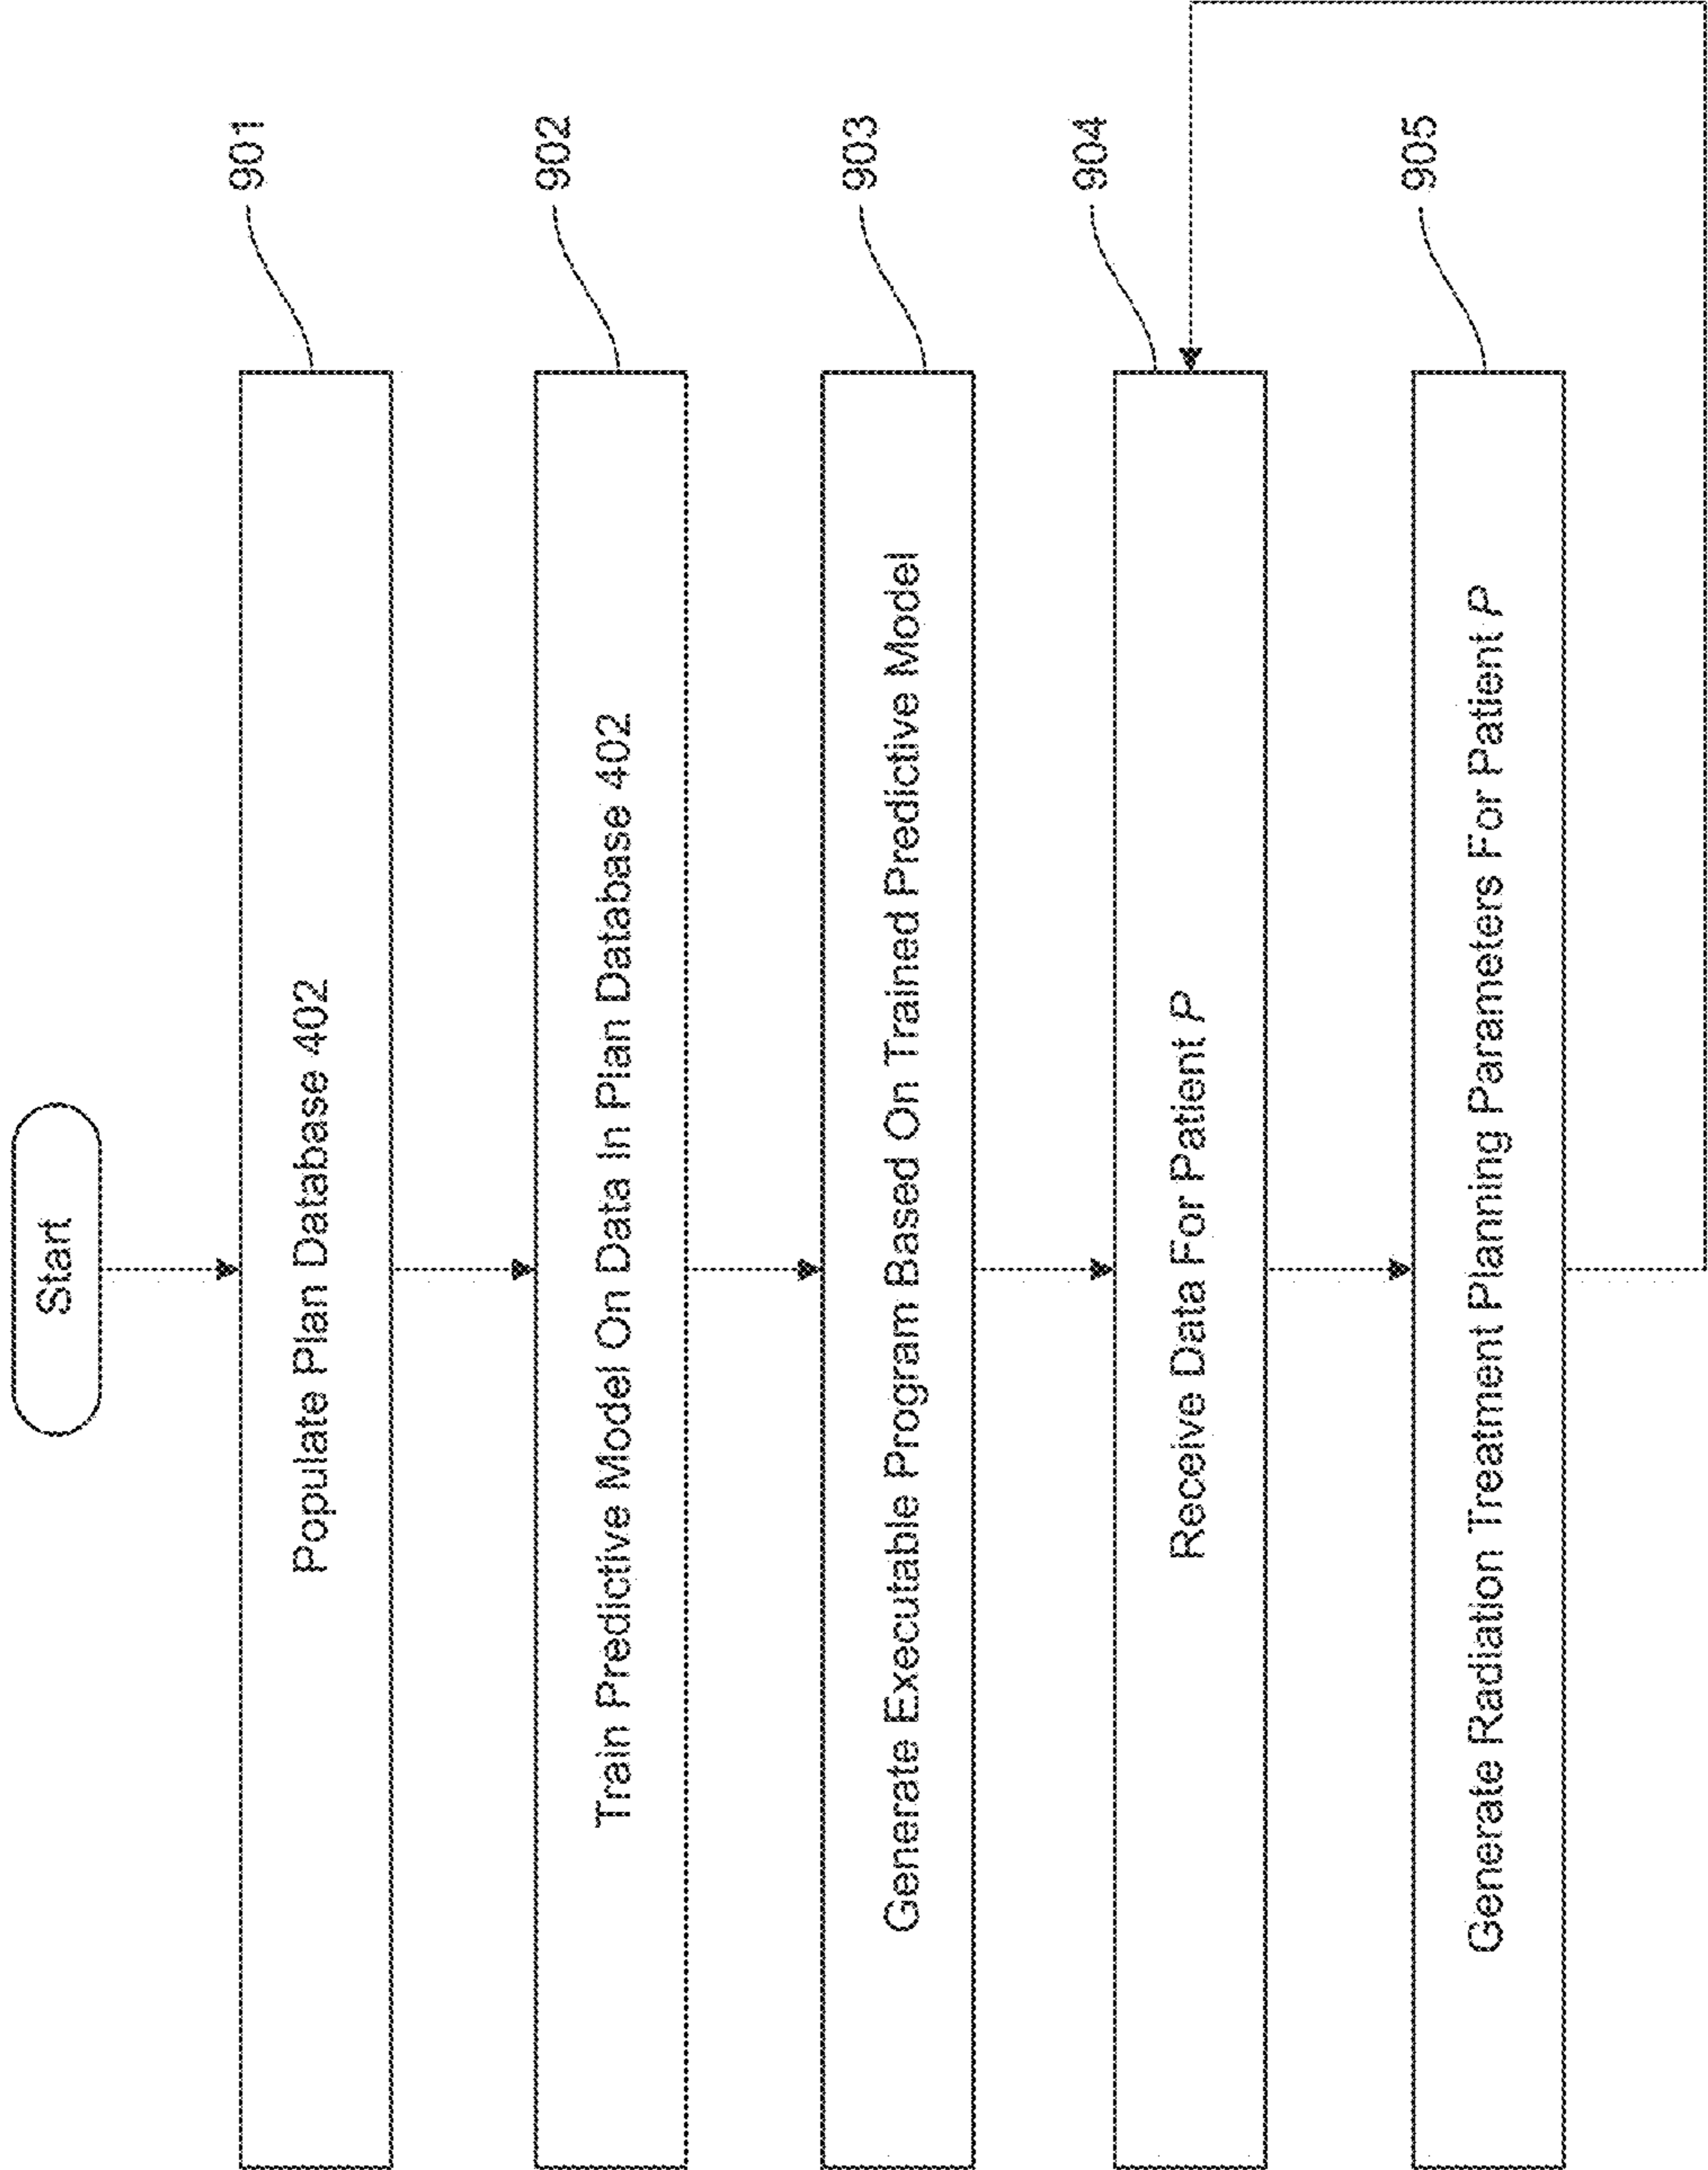 Start
Populate Plan Database 402
901
Train Predictive Model On Data In Plan Database 402
902
Generate Executable Program Based On Trained Predictive Model
903
Receive Data For Patient P
904
Generate Radiation Treatment Planning Parameters For Patient P
905